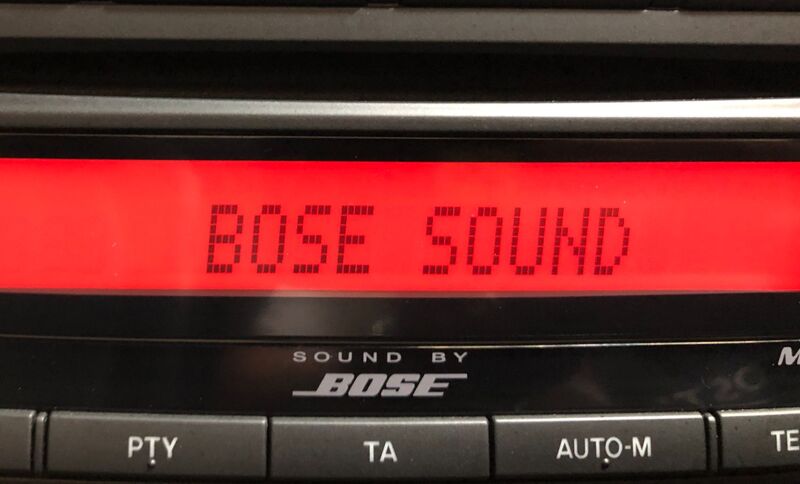 BOSE SOUND
SOUND BY
BOSE
PTY
TA
AUTO-M